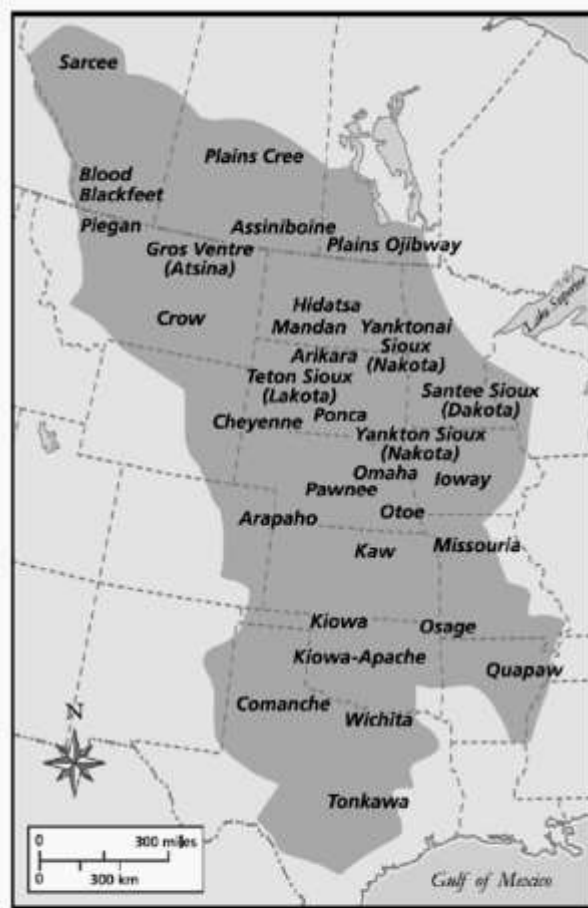 Sarcee
Plains Cree
Blood
Blackfeet
Piegan
Assiniboine
Plains Ojibway
Gros Ventre
(Atsina)
Lake Superior
Crow
Hidatsa
Mandan
Yanktonai
Sioux
(Nakota)
Arikara
Teton Sioux
(Lakota)
Santee Sioux
(Dakota)
Cheyenne
Ponca
Yankton Sioux
(Nakota)
Omaha
Ioway
Pawnee
Otoe
Arapaho
Kaw
Missouria
Kiowa
Osage
Kiowa-Apache
Quapaw
Comanche
Wichita
N
Tonkawa
0 300 miles
0 300 km
Gulf of Mexico